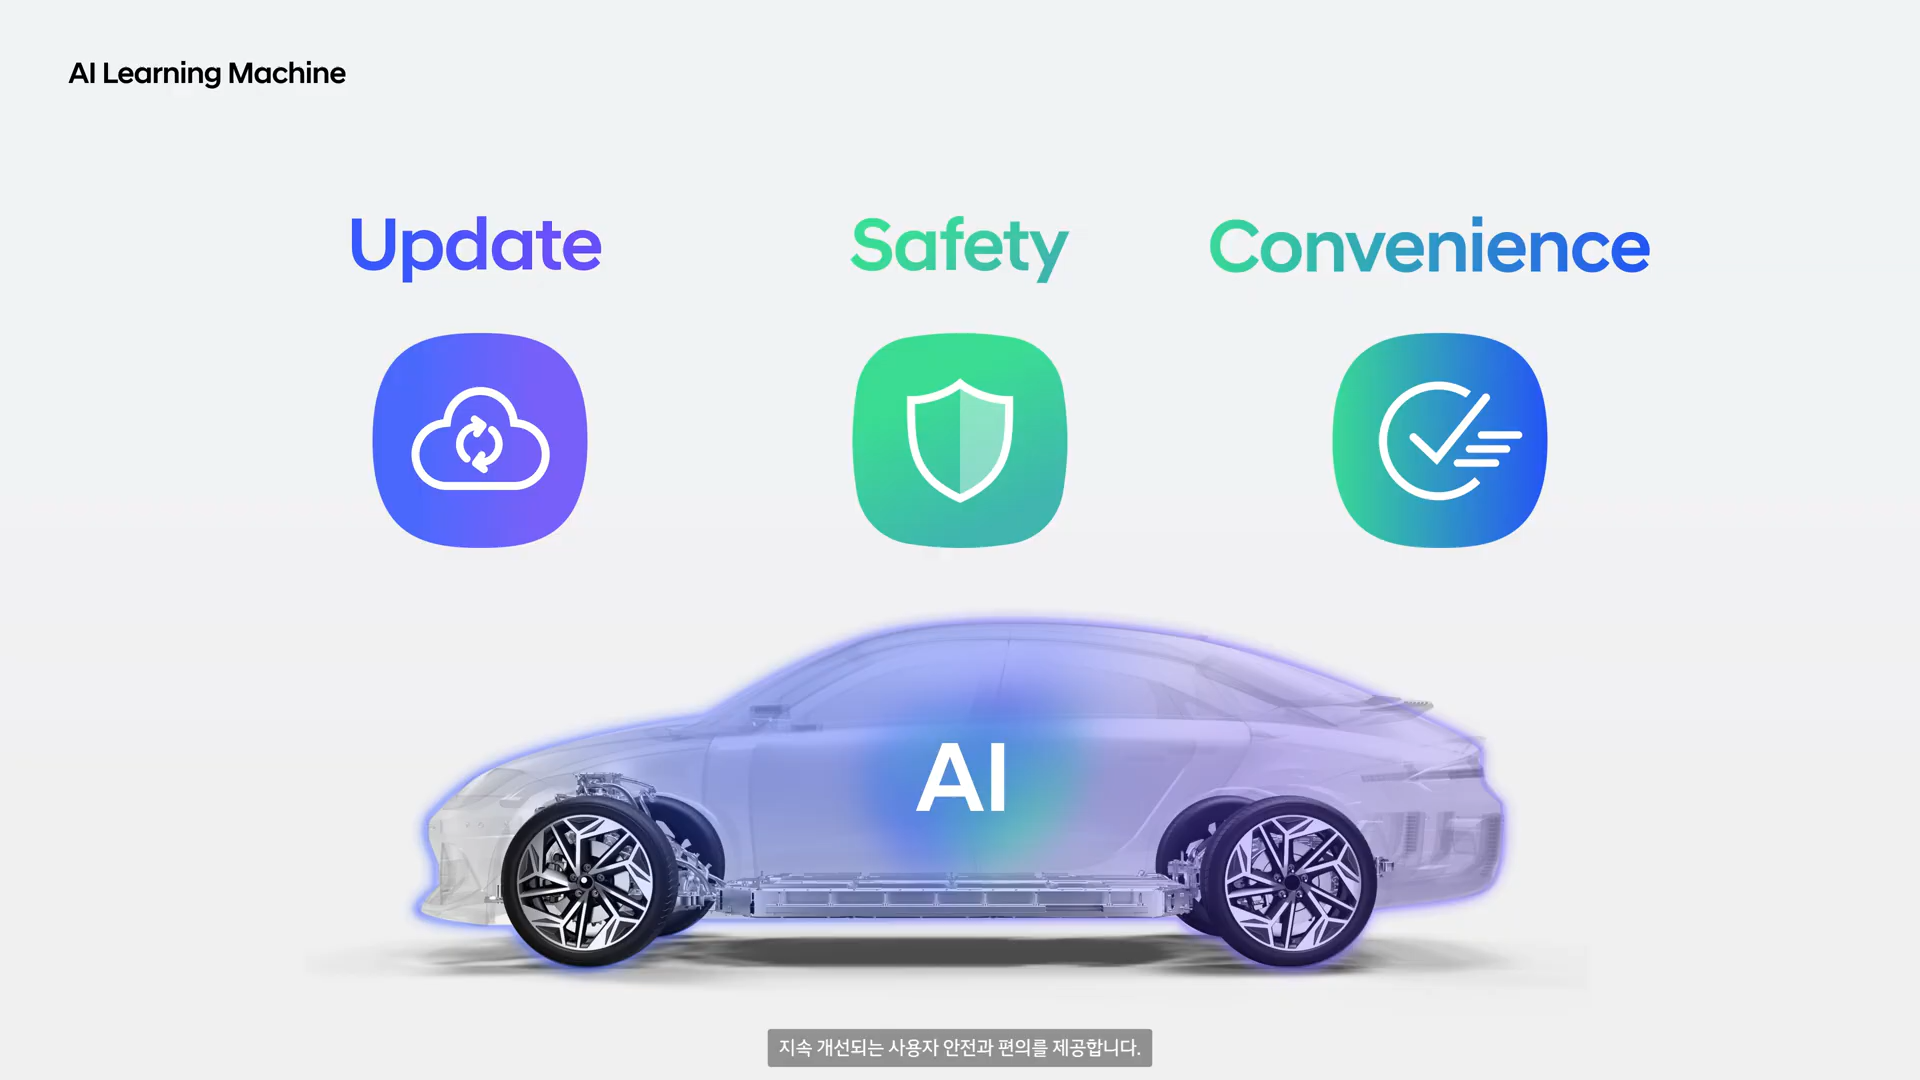 AI Learning Machine
Update
Safety
Convenience
AI
지속 개선되는 사용자 안전과 편의를 제공합니다.